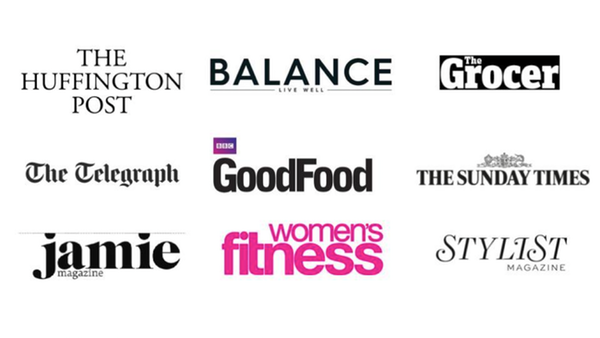 THE
HUFFINGTON
POST
BALANCE
LIVE WELL
The
Grocer
The Telegraph
BBC
GoodFood
THE SUNDAY TIMES
jamie
magazine
women's
fitness
STYLIST
MAGAZINE